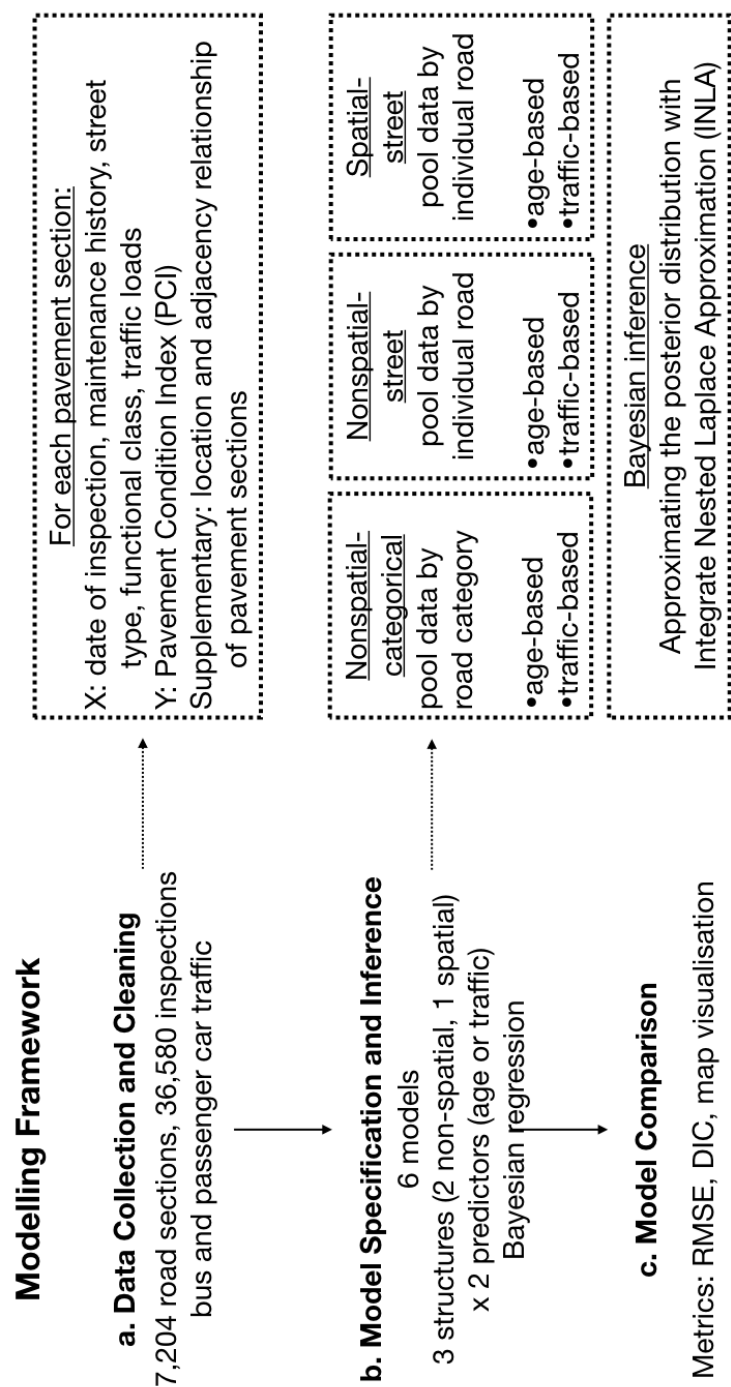 Modelling Framework
a. Data Collection and Cleaning
7,204 road sections, 36,580 inspections
bus and passenger car traffic
For each pavement section:
X: date of inspection, maintenance history, street
type, functional class, traffic loads
Y: Pavement Condition Index (PCI)
Supplementary: location and adjacency relationship
of pavement sections
b. Model Specification and Inference
6 models
3 structures (2 non-spatial, 1 spatial)
x 2 predictors (age or traffic)
Bayesian regression
Nonspatial-
categorical
pool data by
road category
•age-based
•traffic-based
Nonspatial-
street
pool data by
individual road
•age-based
•traffic-based
Spatial-
street
pool data by
individual road
•age-based
•traffic-based
Bayesian inference
Approximating the posterior distribution with
Integrate Nested Laplace Approximation (INLA)
c. Model Comparison
Metrics: RMSE, DIC, map visualisation